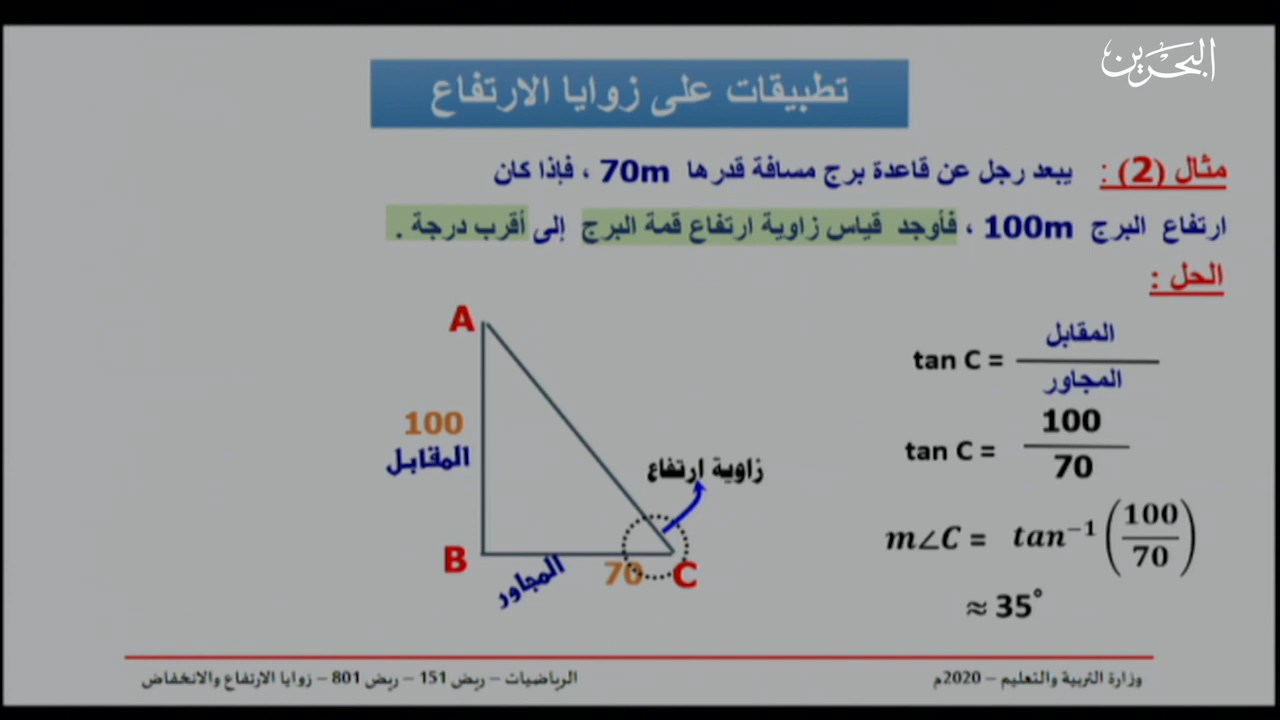 البحرين
تطبيقات على زوايا الارتفاع
مثال (2) : يبعد رجل عن قاعدة برج مسافة قدرها 70m ، فإذا كان
ارتفاع البرج 100m ، فأوجد قياس زاوية ارتفاع قمة البرج إلى أقرب درجة .
الحل :
tan C = المقابل / المجاور
tan C = 100 / 70
m∠C = tan⁻¹ (100/70)
≈ 35°
A
100
المقابل
زاوية ارتفاع
B
المجاور
70
C
وزارة التربية والتعليم – 2020م
الرياضيات – ريض 151 – ريض 801 – زوايا الارتفاع والانخفاض